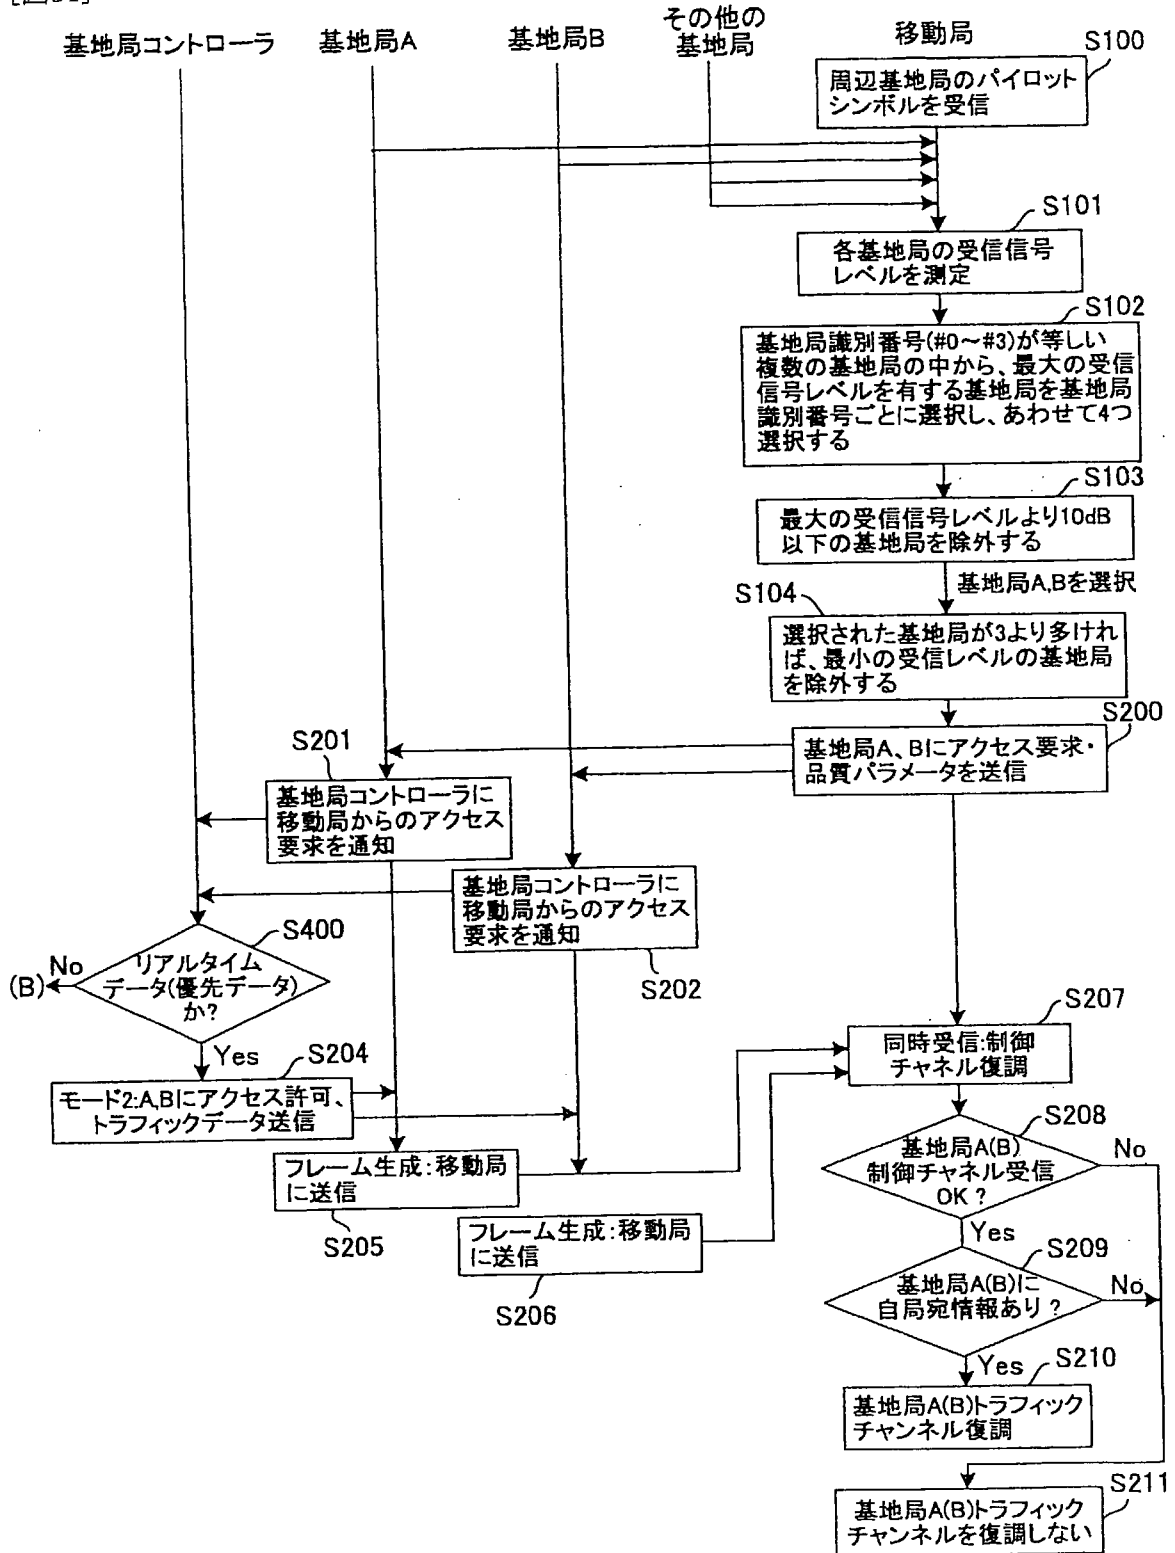 基地局コントローラ
基地局A
基地局B
その他の
基地局
移動局
S100
周辺基地局のパイロット
シンボルを受信
S101
各基地局の受信信号
レベルを測定
S102
基地局識別番号(#0～#3)が等しい
複数の基地局の中から、最大の受信
信号レベルを有する基地局を基地局
識別番号ごとに選択し、あわせて4つ
選択する
S103
最大の受信信号レベルより10dB
以下の基地局を除外する
基地局A,Bを選択
S104
選択された基地局が3より多けれ
ば、最小の受信レベルの基地局
を除外する
S200
基地局A、Bにアクセス要求・
品質パラメータを送信
S201
基地局コントローラに
移動局からのアクセス
要求を通知
基地局コントローラに
移動局からのアクセス
要求を通知
S202
S400
リアルタイム
データ(優先データ)
か?
No
(B)
Yes
S204
モード2:A,Bにアクセス許可、
トラフィックデータ送信
フレーム生成:移動局
に送信
S205
フレーム生成:移動局
に送信
S206
S207
同時受信:制御
チャネル復調
S208
基地局A(B)
制御チャネル受信
OK?
No
Yes
S209
基地局A(B)に
自局宛情報あり?
No
Yes
S210
基地局A(B)トラフィック
チャンネル復調
S211
基地局A(B)トラフィック
チャンネルを復調しない